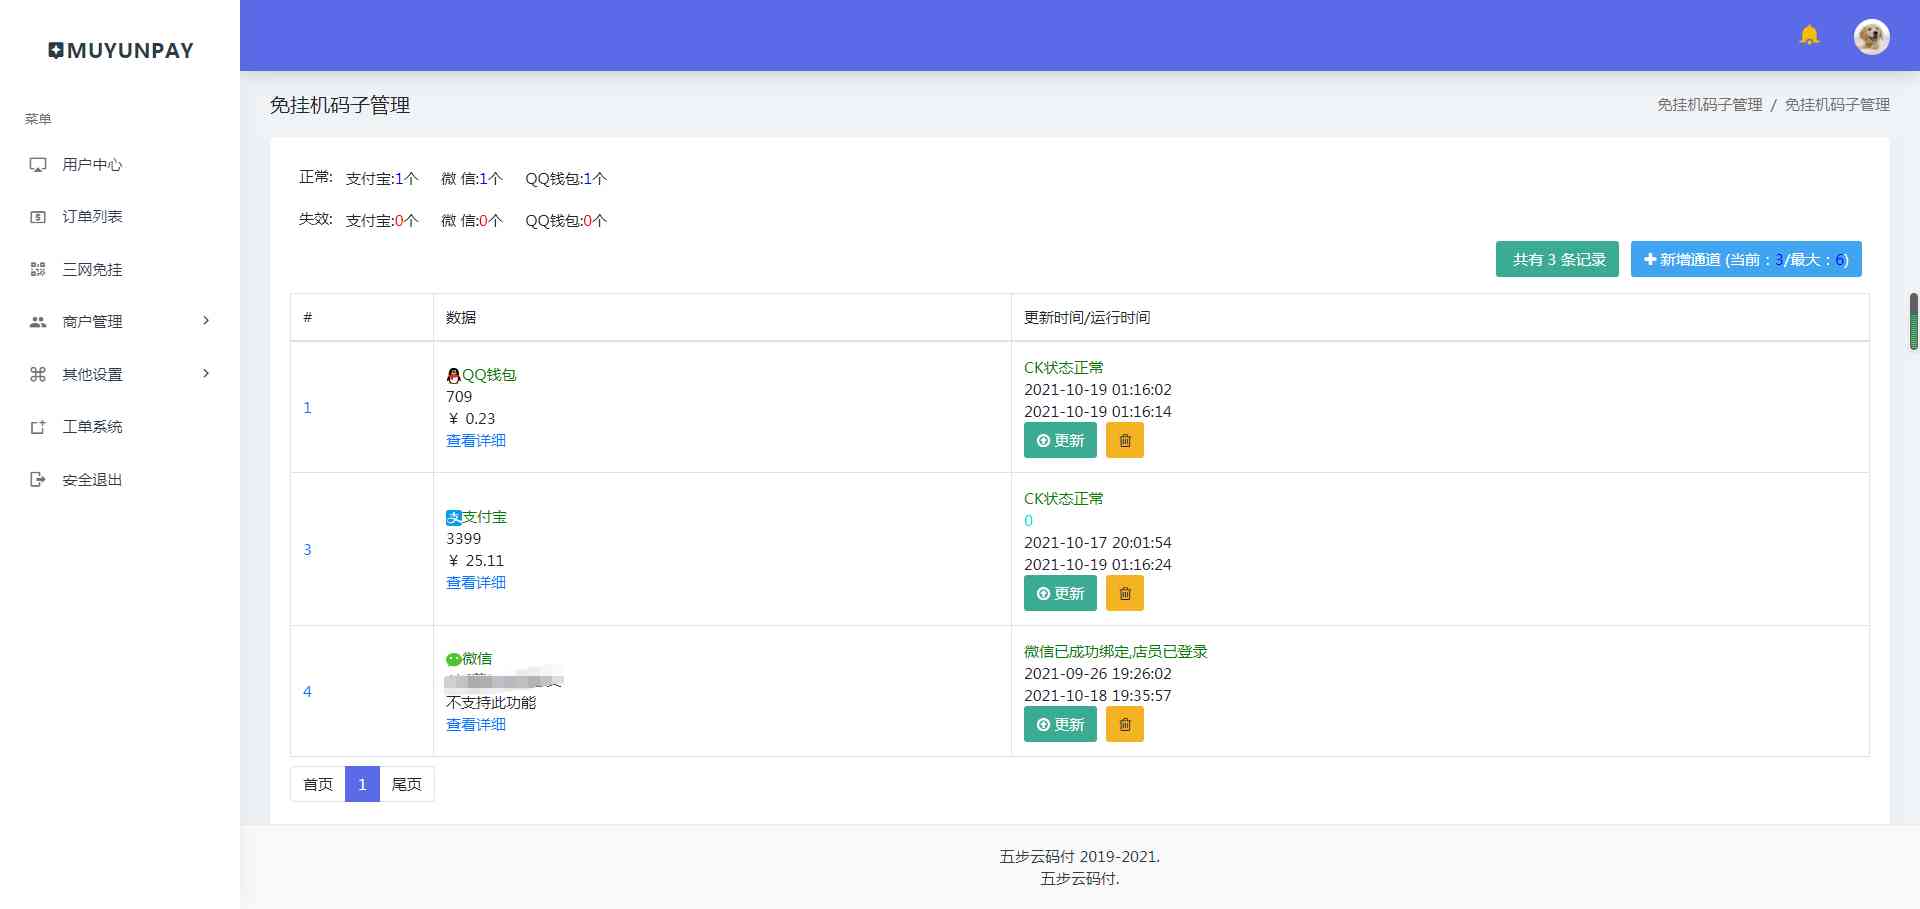 MUYUNPAY
菜单
用户中心
订单列表
三网免挂
商户管理
其他设置
工单系统
安全退出
免挂机码子管理
免挂机码子管理 / 免挂机码子管理
正常: 支付宝:1个 微 信:1个 QQ钱包:1个
失效: 支付宝:0个 微 信:0个 QQ钱包:0个
共有 3 条记录
新增通道 (当前：3/最大：6)
# 数据 更新时间/运行时间
1
QQ钱包
709
￥ 0.23
查看详细
CK状态正常
2021-10-19 01:16:02
2021-10-19 01:16:14
更新
3
支付宝
3399
￥ 25.11
查看详细
CK状态正常
0
2021-10-17 20:01:54
2021-10-19 01:16:24
更新
4
微信
不支持此功能
查看详细
微信已成功绑定,店员已登录
2021-09-26 19:26:02
2021-10-18 19:35:57
更新
首页 1 尾页
五步云码付 2019-2021.
五步云码付.